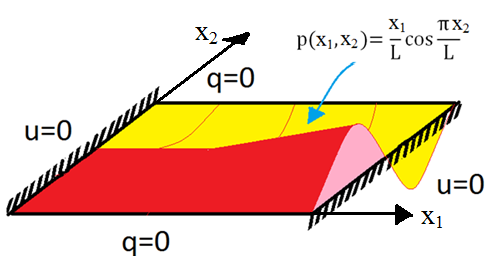 x₂
p(x₁,x₂)= x₁/L cos πx₂/L
q=0
u=0
u=0
x₁
q=0